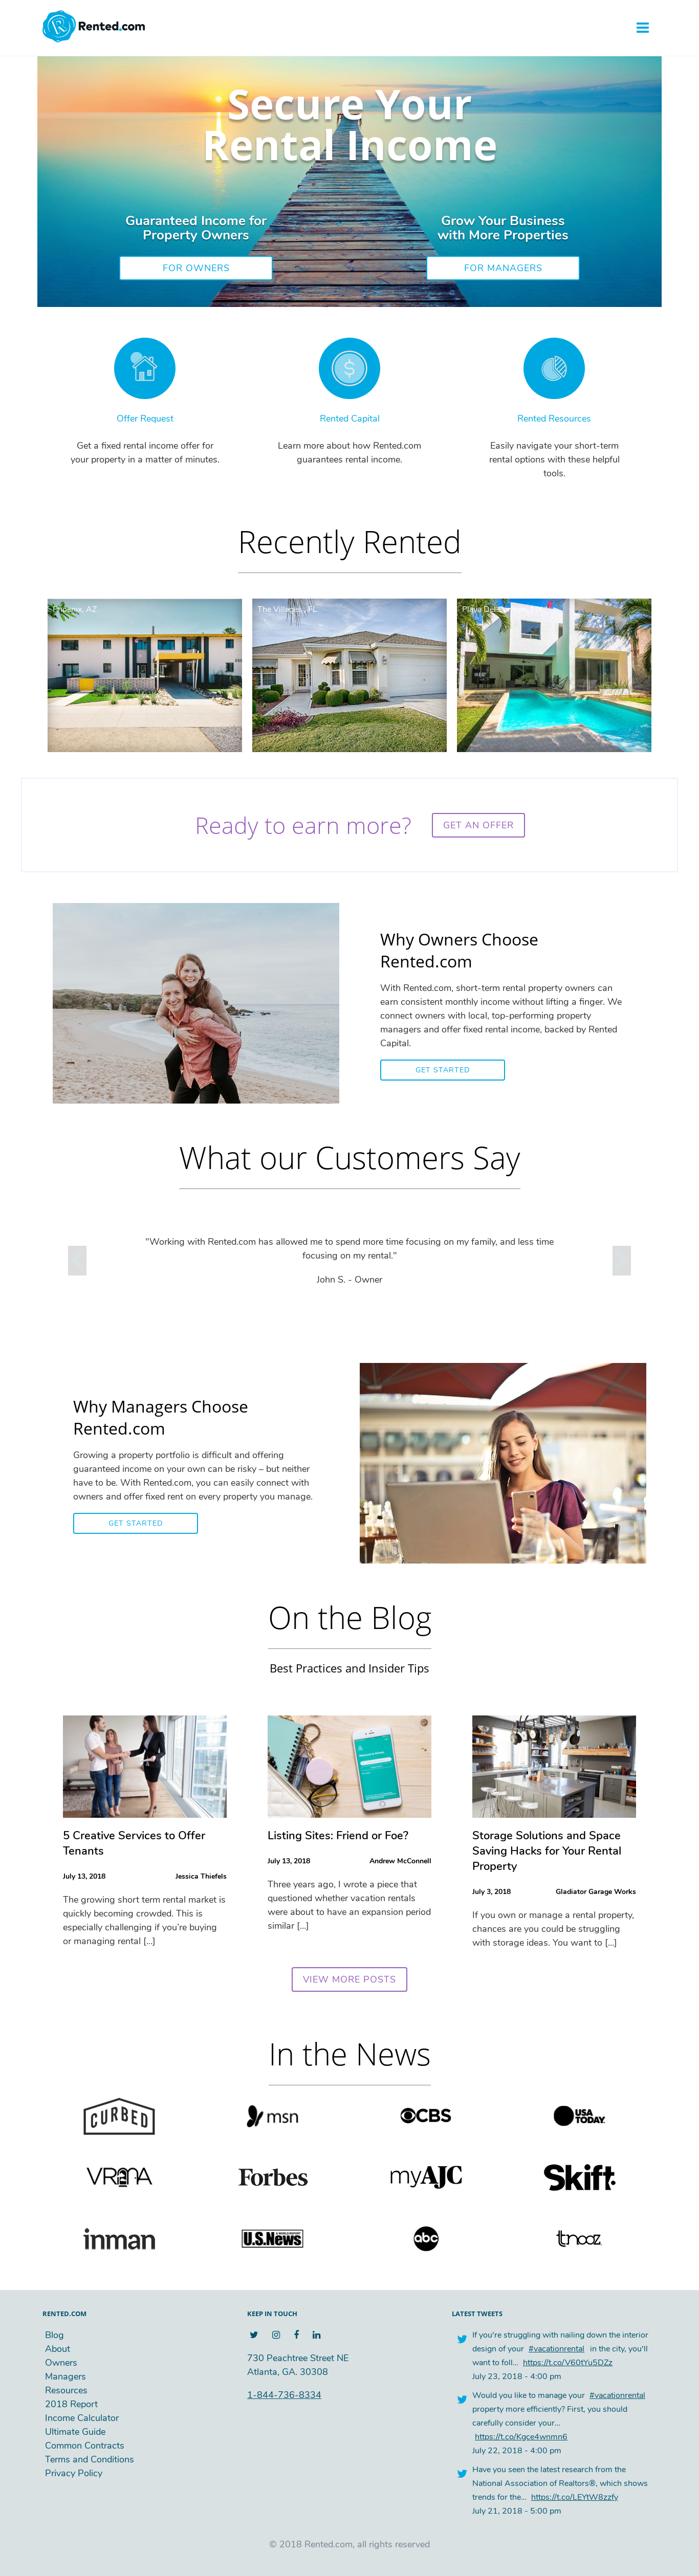 Rented.com
Secure Your
Rental Income
Guaranteed Income for
Property Owners
FOR OWNERS
Grow Your Business
with More Properties
FOR MANAGERS
Offer Request
Get a fixed rental income offer for
your property in a matter of minutes.
Rented Capital
Learn more about how Rented.com
guarantees rental income.
Rented Resources
Easily navigate your short-term
rental options with these helpful
tools.
Recently Rented
Phoenix, AZ
The Villages, FL
Playa Del
Ready to earn more?
GET AN OFFER
Why Owners Choose
Rented.com
With Rented.com, short-term rental property owners can
earn consistent monthly income without lifting a finger. We
connect owners with local, top-performing property
managers and offer fixed rental income, backed by Rented
Capital.
GET STARTED
What our Customers Say
"Working with Rented.com has allowed me to spend more time focusing on my family, and less time
focusing on my rental."
John S. - Owner
Why Managers Choose
Rented.com
Growing a property portfolio is difficult and offering
guaranteed income on your own can be risky – but neither
have to be. With Rented.com, you can easily connect with
owners and offer fixed rent on every property you manage.
GET STARTED
On the Blog
Best Practices and Insider Tips
5 Creative Services to Offer
Tenants
July 13, 2018 Jessica Thiefels
The growing short term rental market is
quickly becoming crowded. This is
especially challenging if you're buying
or managing rental [...]
Listing Sites: Friend or Foe?
July 13, 2018 Andrew McConnell
Three years ago, I wrote a piece that
questioned whether vacation rentals
were about to have an expansion period
similar [...]
Storage Solutions and Space
Saving Hacks for Your Rental
Property
July 3, 2018 Gladiator Garage Works
If you own or manage a rental property,
chances are you could be struggling
with storage ideas. You want to [...]
VIEW MORE POSTS
In the News
CURBED
msn
CBS
USA
TODAY
VRMA
Forbes
myAJC
Skift
inman
U.S.News
abc
tnooz
RENTED.COM
Blog
About
Owners
Managers
Resources
2018 Report
Income Calculator
Ultimate Guide
Common Contracts
Terms and Conditions
Privacy Policy
KEEP IN TOUCH
730 Peachtree Street NE
Atlanta, GA. 30308
1-844-736-8334
LATEST TWEETS
If you're struggling with nailing down the interior
design of your #vacationrental in the city, you'll
want to foll... https://t.co/V60tYu5DZz
July 23, 2018 - 4:00 pm
Would you like to manage your #vacationrental
property more efficiently? First, you should
carefully consider your...
https://t.co/Kgce4wnmn6
July 22, 2018 - 4:00 pm
Have you seen the latest research from the
National Association of Realtors®, which shows
trends for the... https://t.co/LEYtW8zzfy
July 21, 2018 - 5:00 pm
© 2018 Rented.com, all rights reserved